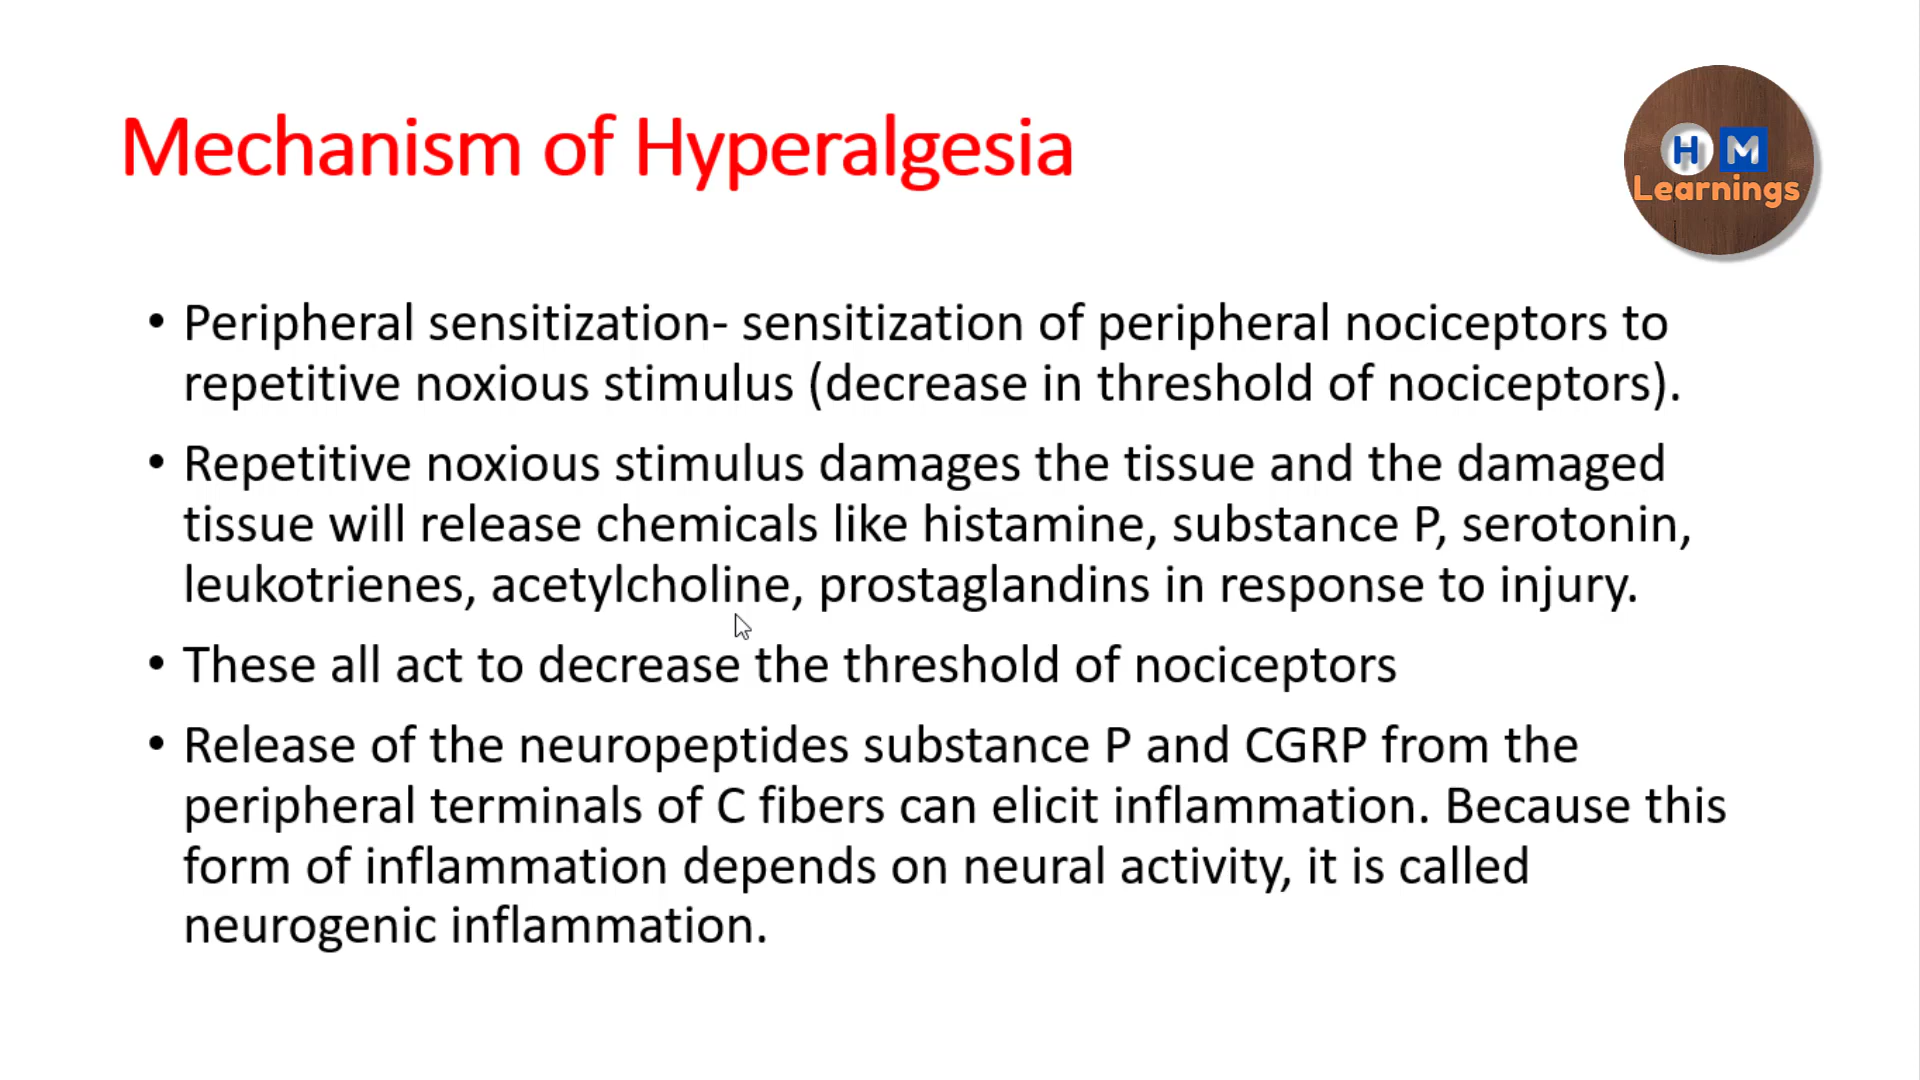 Mechanism of Hyperalgesia
H M
Learnings
• Peripheral sensitization- sensitization of peripheral nociceptors to
repetitive noxious stimulus (decrease in threshold of nociceptors).
• Repetitive noxious stimulus damages the tissue and the damaged
tissue will release chemicals like histamine, substance P, serotonin,
leukotrienes, acetylcholine, prostaglandins in response to injury.
• These all act to decrease the threshold of nociceptors
• Release of the neuropeptides substance P and CGRP from the
peripheral terminals of C fibers can elicit inflammation. Because this
form of inflammation depends on neural activity, it is called
neurogenic inflammation.